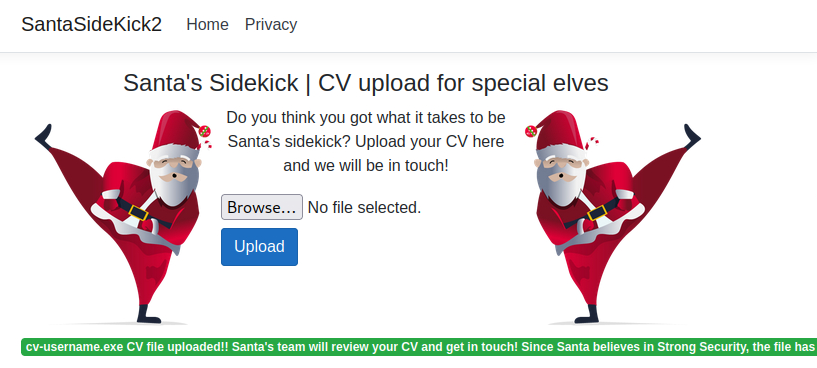 SantaSideKick2 Home Privacy
Santa's Sidekick | CV upload for special elves
Do you think you got what it takes to be
Santa's sidekick? Upload your CV here
and we will be in touch!
Browse... No file selected.
Upload
cv-username.exe CV file uploaded!! Santa's team will review your CV and get in touch! Since Santa believes in Strong Security, the file has